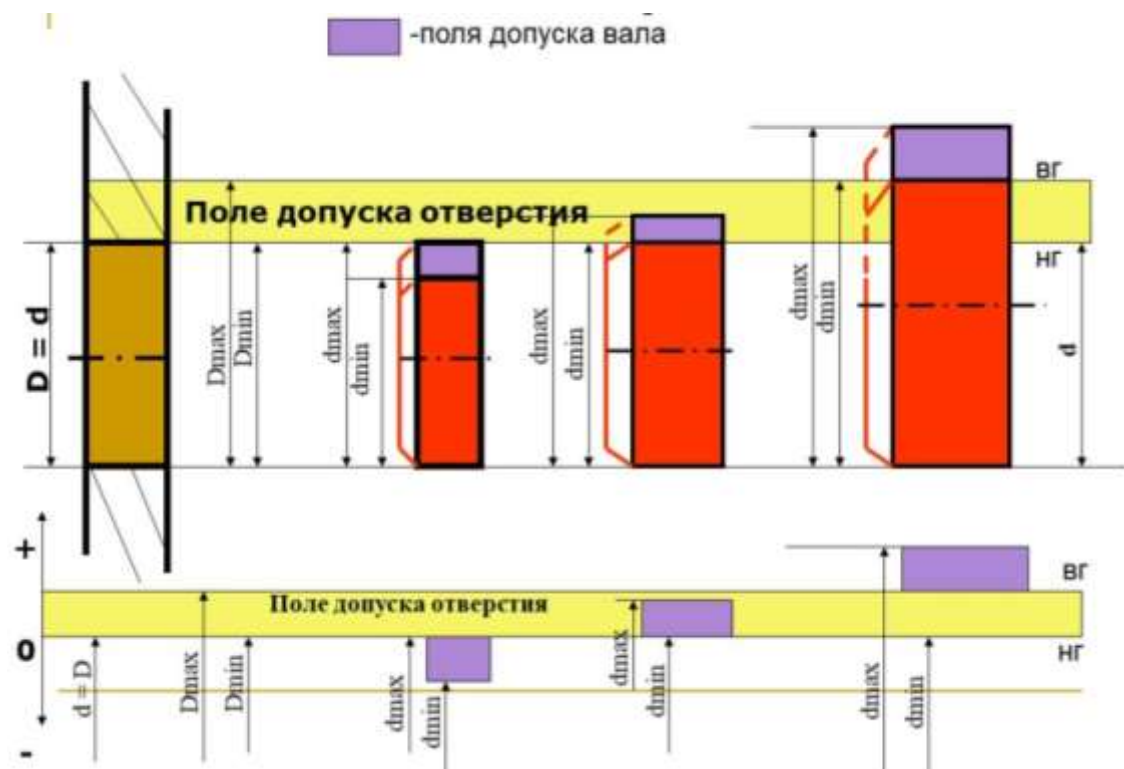 -поля допуска вала
вг
Поле допуска отверстия
нг
D = d
Dmax
Dmin
dmax
dmin
dmax
dmin
dmax
dmin
d
+
вг
Поле допуска отверстия
0
нг
d = D
Dmax
Dmin
dmax
dmin
dmax
dmin
dmax
dmin
-